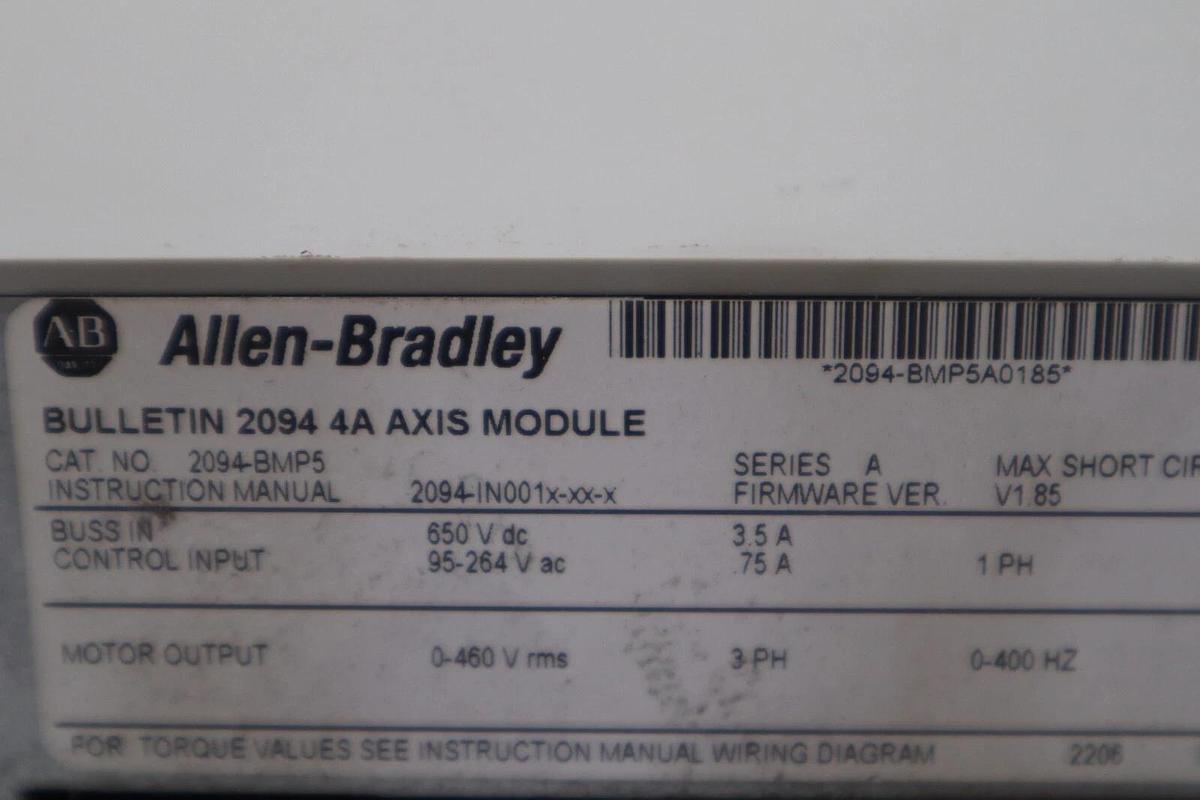 AB
Allen-Bradley
*2094-BMP5A0185*
BULLETIN 2094 4A AXIS MODULE
CAT. NO. 2094-BMP5 SERIES A MAX SHORT CIR
INSTRUCTION MANUAL 2094-IN001x-xx-x FIRMWARE VER. V1.85
BUSS IN 650 V dc 3.5 A
CONTROL INPUT 95-264 V ac .75 A 1 PH
MOTOR OUTPUT 0-460 V rms 3 PH 0-400 HZ
FOR TORQUE VALUES SEE INSTRUCTION MANUAL WIRING DIAGRAM 2206